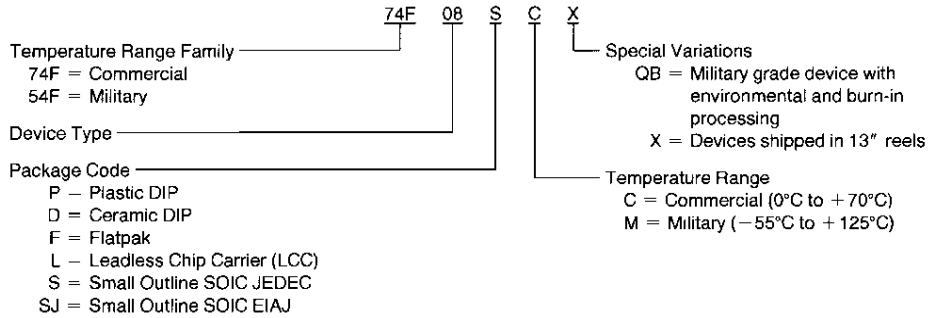 74F 08 S C X
Temperature Range Family
74F = Commercial
54F = Military
Device Type
Package Code
P – Plastic DIP
D = Ceramic DIP
F = Flatpak
L – Leadless Chip Carrier (LCC)
S = Small Outline SOIC JEDEC
SJ = Small Outline SOIC EIAJ
Special Variations
QB = Military grade device with
environmental and burn-in
processing
X = Devices shipped in 13" reels
Temperature Range
C = Commercial (0°C to +70°C)
M = Military (−55°C to +125°C)